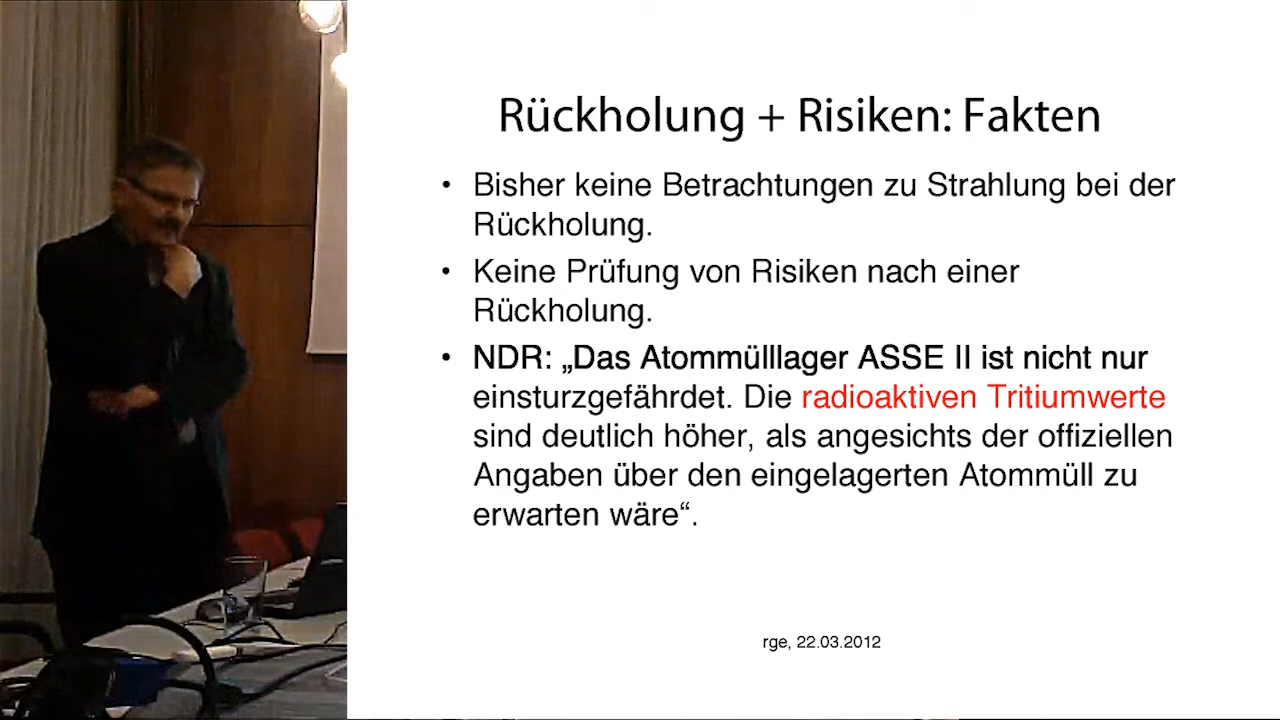 Rückholung + Risiken: Fakten
• Bisher keine Betrachtungen zu Strahlung bei der
Rückholung.
• Keine Prüfung von Risiken nach einer
Rückholung.
• NDR: „Das Atommülllager ASSE II ist nicht nur
einsturzgefährdet. Die radioaktiven Tritiumwerte
sind deutlich höher, als angesichts der offiziellen
Angaben über den eingelagerten Atommüll zu
erwarten wäre“.
rge, 22.03.2012